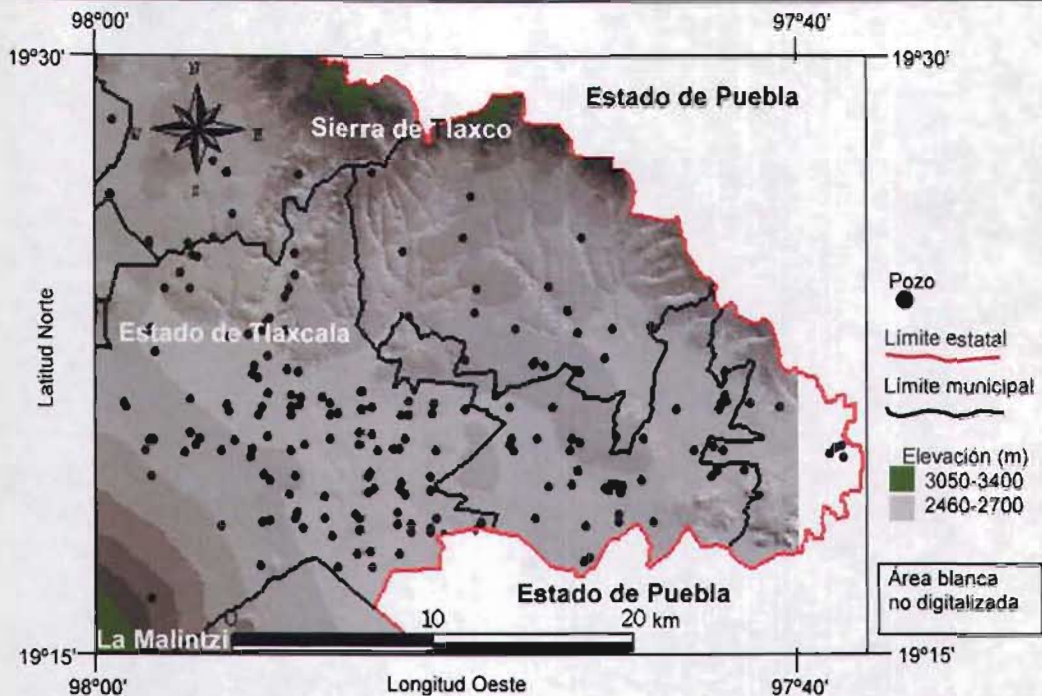 98°00'
97°40'
19°30'
19°30'
N
Estado de Puebla
Sierra de Tlaxco
W
E
S
Pozo
Límite estatal
Estado de Tlaxcala
Latitud Norte
Límite municipal
Elevación (m)
3050-3400
2460-2700
Área blanca
no digitalizada
Estado de Puebla
0 10 20 km
La Malintzi
19°15'
19°15'
98°00'
Longitud Oeste
97°40'